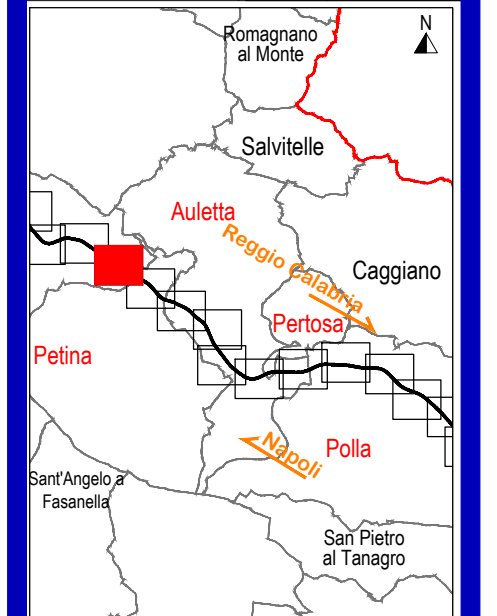 Romagnano
al Monte
N
Salvitelle
Auletta
Reggio Calabria
Caggiano
Pertosa
Petina
Napoli
Polla
Sant'Angelo a
Fasanella
San Pietro
al Tanagro